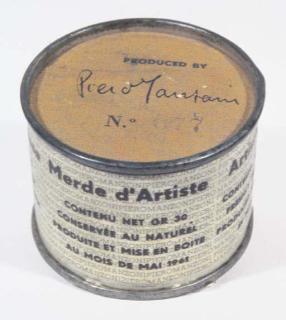 PRODUCED BY
Piero Manzoni
N.º
Merde d'Artiste
CONTENU NET GR 30
CONSERVÉE AU NATUREL
PRODUITE ET MISE EN BOITE
AU MOIS DE MAI 1961